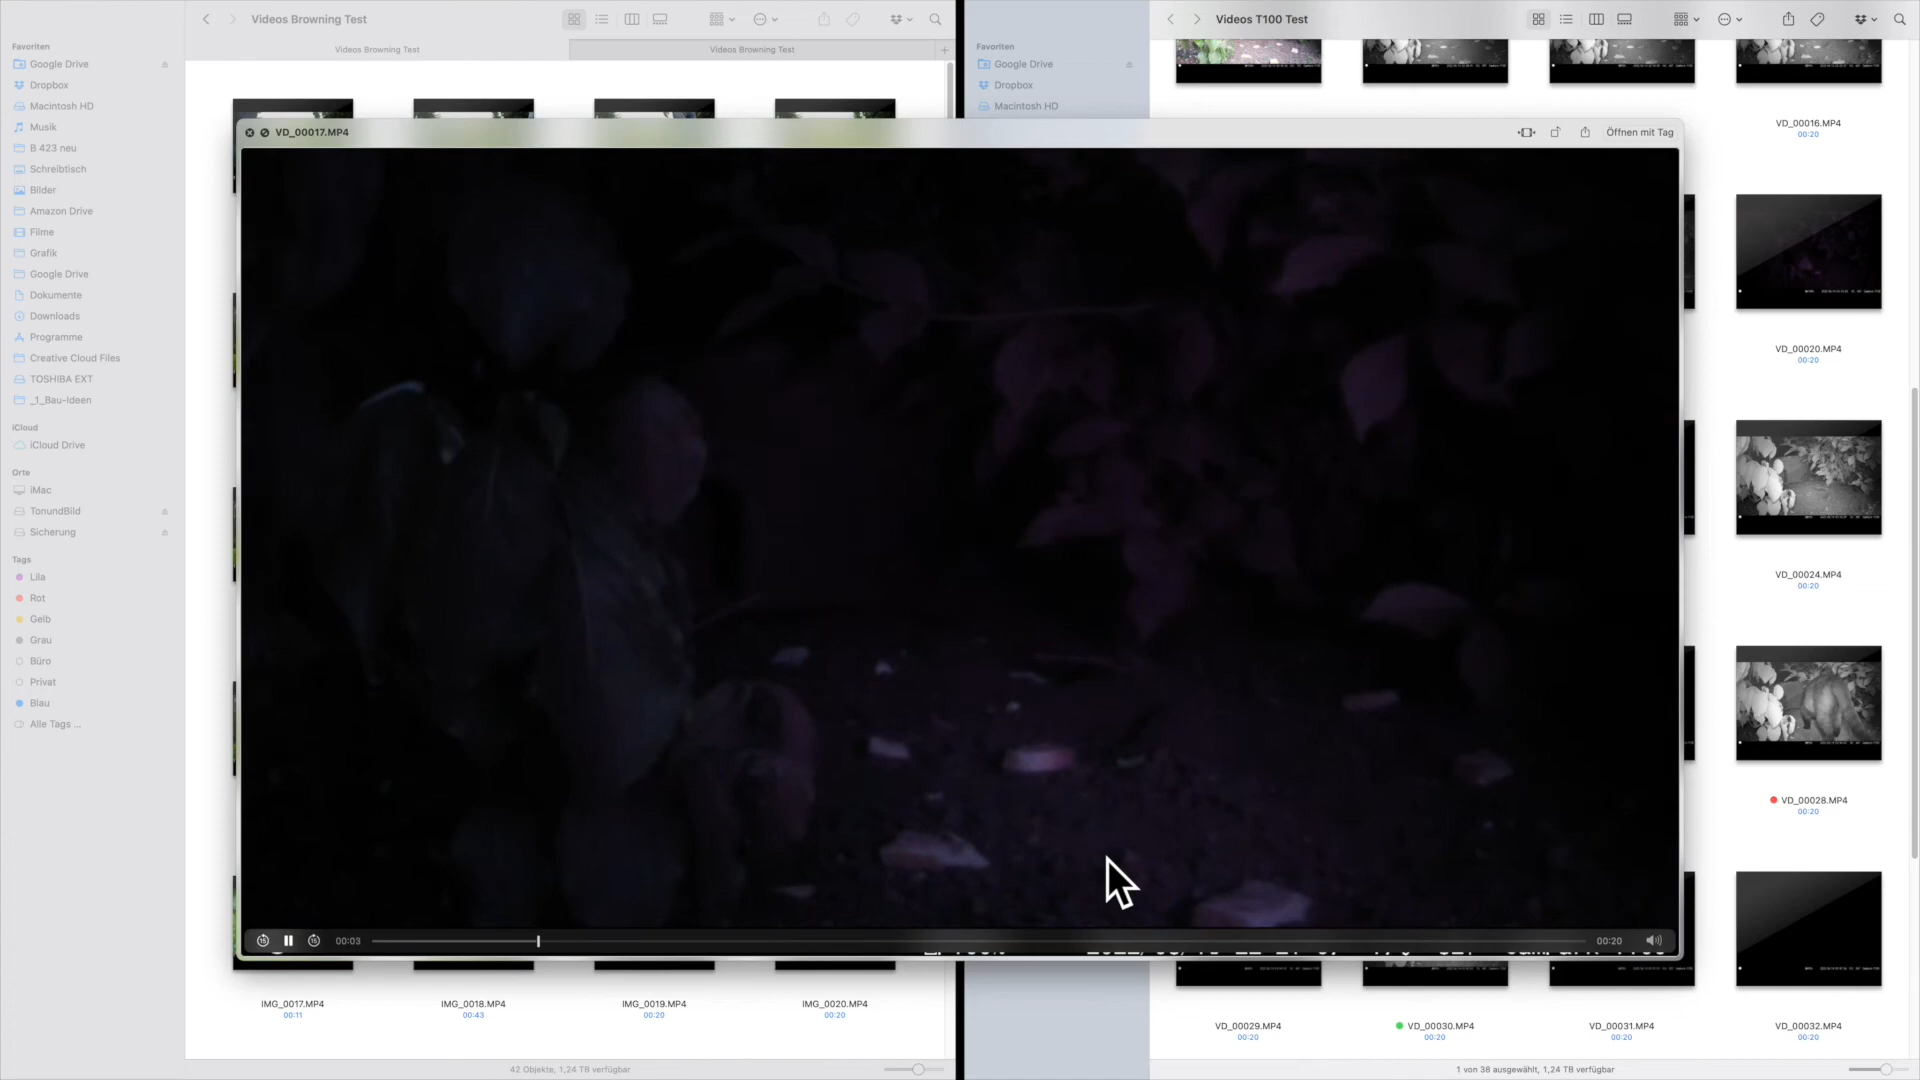 Videos Browning Test
Videos Browning Test
Videos Browning Test
Favoriten
Google Drive
Dropbox
Macintosh HD
Musik
B 423 neu
Schreibtisch
Bilder
Amazon Drive
Filme
Grafik
Google Drive
Dokumente
Downloads
Programme
Creative Cloud Files
TOSHIBA EXT
_1_Bau-Ideen
iCloud
iCloud Drive
Orte
iMac
TonundBild
Sicherung
Tags
Lila
Rot
Gelb
Grau
Büro
Privat
Blau
Alle Tags ...
VD_00017.MP4
Öffnen mit Tag
15
15
00:03
00:20
IMG_0017.MP4
00:11
IMG_0018.MP4
00:43
IMG_0019.MP4
00:20
IMG_0020.MP4
00:20
42 Objekte, 1,24 TB verfügbar
Videos T100 Test
Favoriten
Google Drive
Dropbox
Macintosh HD
VD_00016.MP4
00:20
VD_00020.MP4
00:20
VD_00024.MP4
00:20
VD_00028.MP4
00:20
VD_00029.MP4
00:20
VD_00030.MP4
00:20
VD_00031.MP4
00:20
VD_00032.MP4
00:20
1 von 38 ausgewählt, 1,24 TB verfügbar